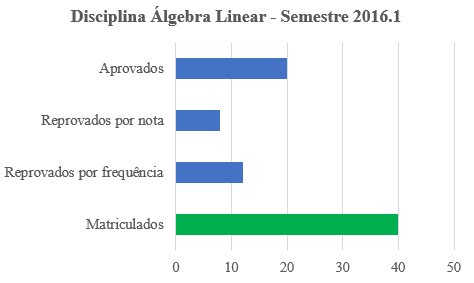 Disciplina Álgebra Linear - Semestre 2016.1
Aprovados
Reprovados por nota
Reprovados por frequência
Matriculados
0 10 20 30 40 50